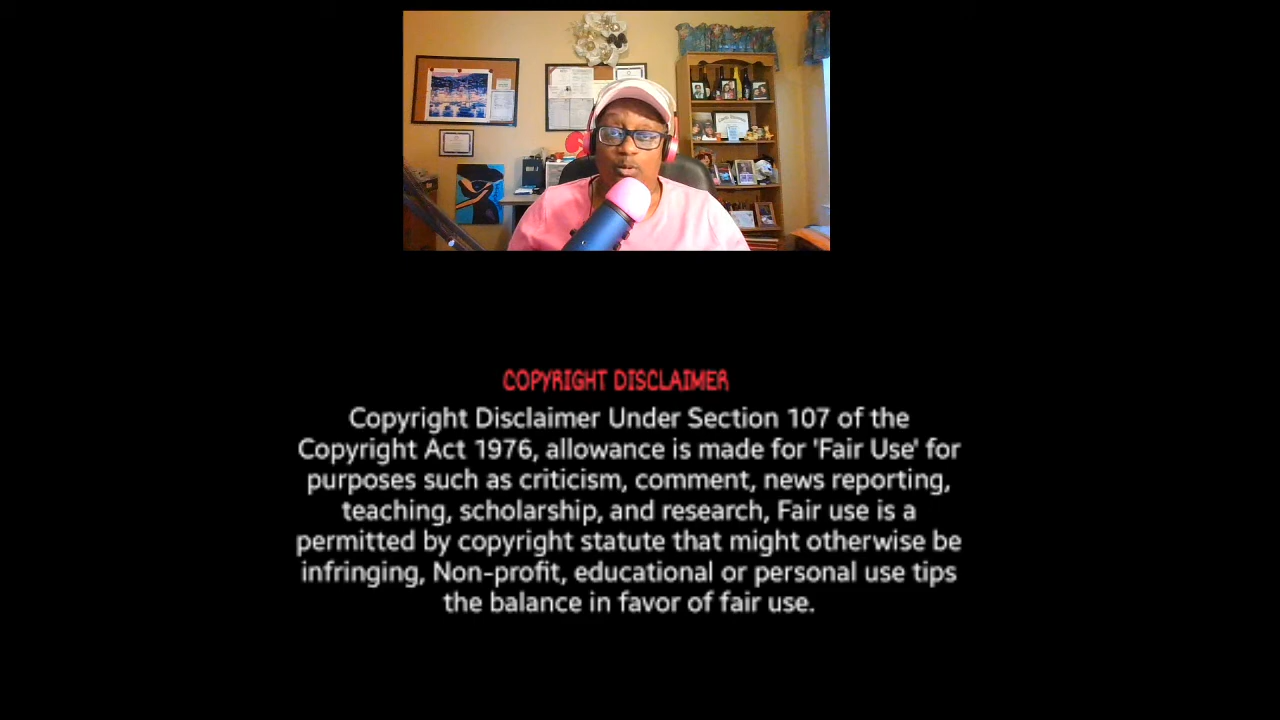 COPYRIGHT DISCLAIMER
Copyright Disclaimer Under Section 107 of the
Copyright Act 1976, allowance is made for 'Fair Use' for
purposes such as criticism, comment, news reporting,
teaching, scholarship, and research, Fair use is a
permitted by copyright statute that might otherwise be
infringing, Non-profit, educational or personal use tips
the balance in favor of fair use.